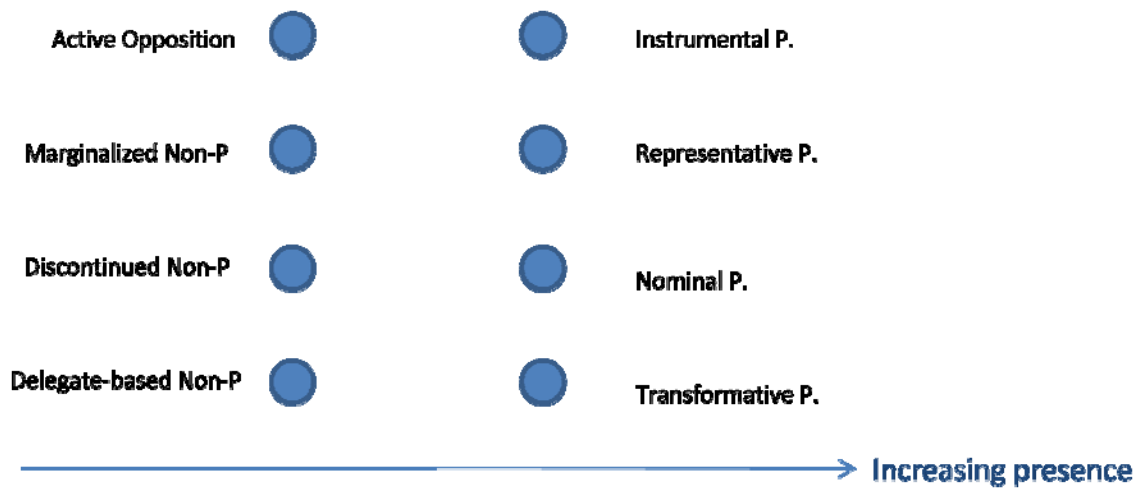 Active Opposition
Instrumental P.
Marginalized Non-P
Representative P.
Discontinued Non-P
Nominal P.
Delegate-based Non-P
Transformative P.
Increasing presence